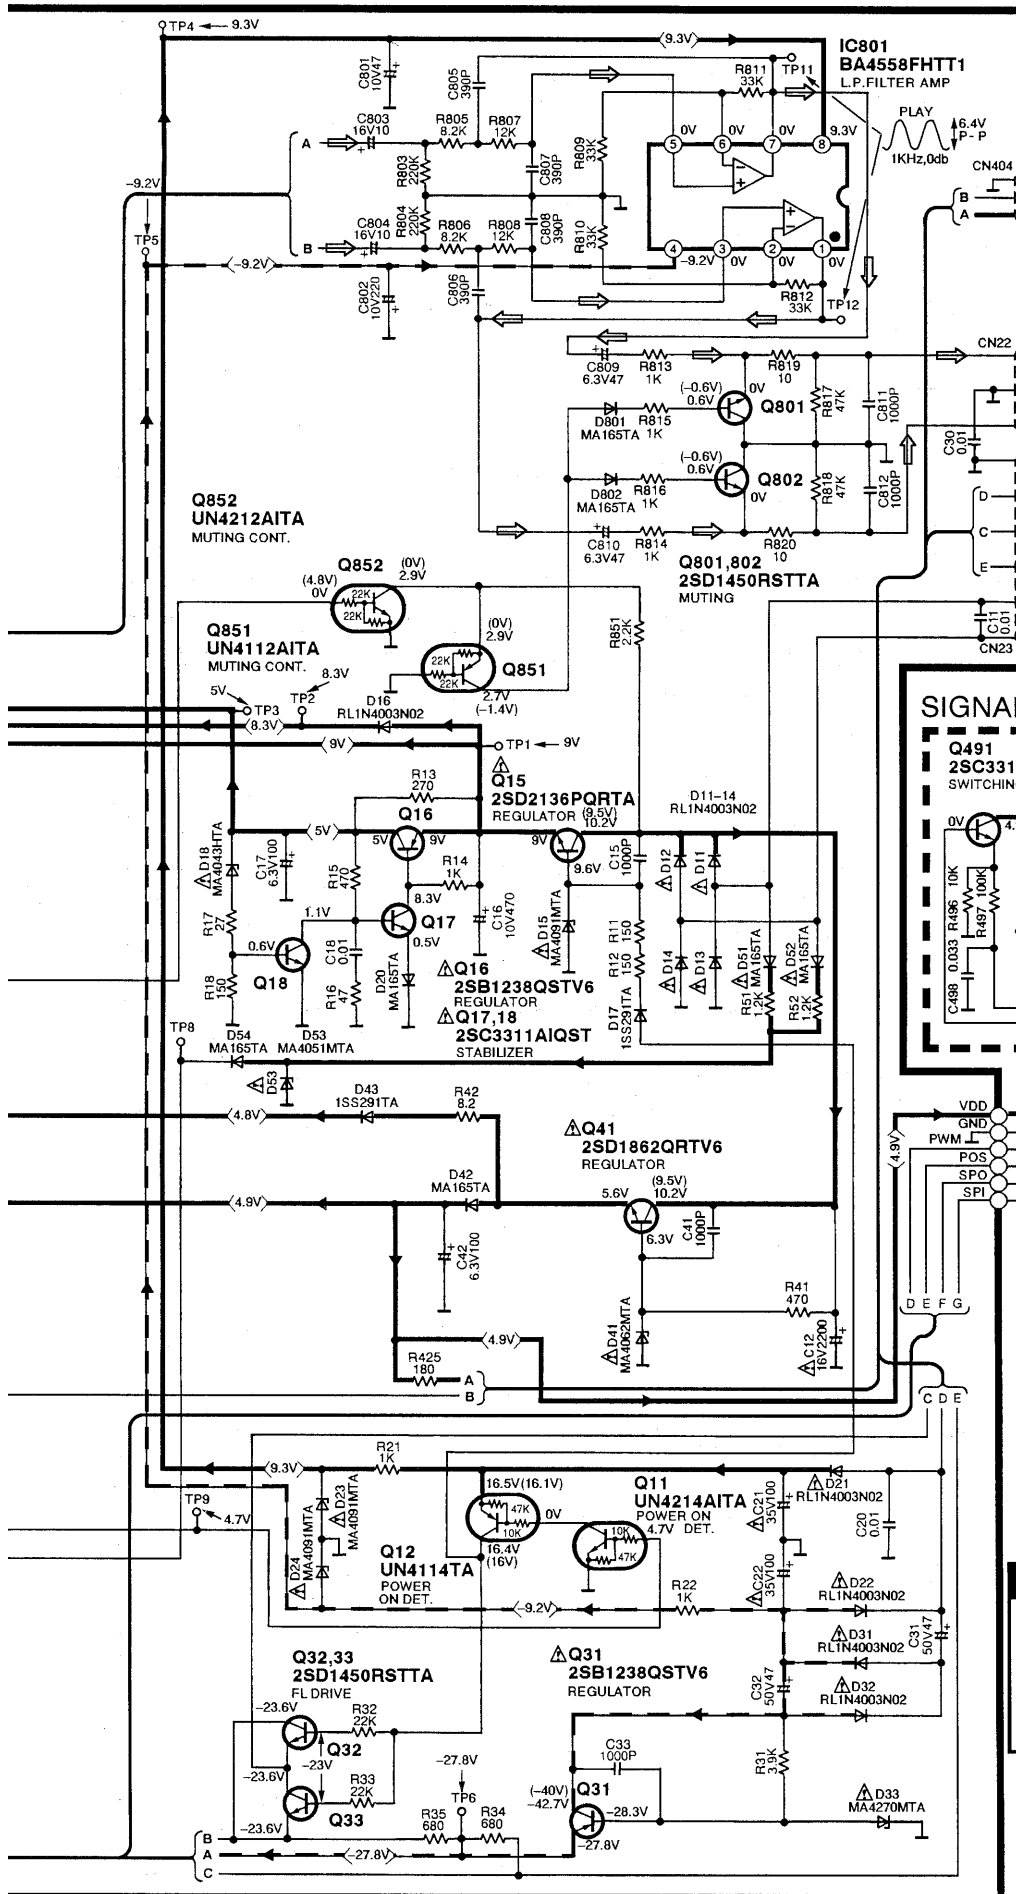 TP4 9.3V
(9.3V)
IC801
BA4558FHTT1
L.P.FILTER AMP
C801
10V47
C805
390P
R811
33K
TP11
PLAY
6.4V
P-P
1KHz,0db
C803
16V10
R805
8.2K
R807
12K
R809
33K
0V 0V 0V 9.3V
5 6 7 8
A
R803
220K
C807
390P
CN404
B
A
-9.2V
TP5
R804
220K
C804
16V10
R806
8.2K
R808
12K
C808
390P
R810
33K
B
4 3 2 1
-9.2V 0V 0V 0V
(-9.2V)
C802
10V220
C806
390P
R812
33K
TP12
CN22
C809
6.3V47
R813
1K
R819
10
(-0.6V)
0.6V
0V
Q801
R817
47K
C811
1000P
D801
MA165TA
R815
1K
C30
0.01
(-0.6V)
0.6V
Q802
0V
R818
47K
C812
1000P
D802
MA165TA
R816
1K
D
C
E
C810
6.3V47
R814
1K
R820
10
Q852
UN4212AITA
MUTING CONT.
Q801,802
2SD1450RSTTA
MUTING
Q852
(0V)
2.9V
(4.8V)
0V
22K
22K
C11
0.01
CN23
Q851
UN4112AITA
MUTING CONT.
(0V)
2.9V
R851
2.2K
22K
22K
Q851
2.7V
(-1.4V)
5V
TP3
TP2
8.3V
D16
RL1N4003N02
(8.3V)
(9V)
TP1 9V
SIGNAL
Q491
2SC331
SWITCHING
0V
4.
R496 10K
R497 100K
C498 0.033
R13
270
Q15
2SD2136PQRTA
REGULATOR
(9.5V)
10.2V
D11-14
RL1N4003N02
(5V)
Q16
5V
9V
9.6V
D18
MA4043HTA
C17
6.3V100
R15
470
R14
1K
C15
1000P
D12
D11
8.3V
C16
10V470
D15
MA4091MTA
R17
27
1.1V
Q17
0.5V
R11
150
R12
150
D14
D13
D51
MA165TA
D52
MA165TA
0.6V
Q18
C18
0.01
D20
MA165TA
Q16
2SB1238QSTV6
REGULATOR
R18
150
R16
47
D17
1SS291TA
R51
1.2K
R52
1.2K
Q17,18
2SC3311AIQST
STABILIZER
TP8
D54
MA165TA
D53
MA4051MTA
D53
D43
1SS291TA
R42
8.2
(4.8V)
VDD
GND
PWM
POS
SPO
SPI
(4.9V)
Q41
2SD1862QRTV6
REGULATOR
D42
MA165TA
(4.9V)
5.6V
(9.5V)
10.2V
6.3V
C41
1000P
C42
6.3V100
R41
470
D E F G
(4.9V)
D41
MA4062MTA
C12
16V2200
R425
180
A
B
C D E
R21
1K
(9.3V)
16.5V(16.1V)
47K
10K
0V
16.4V
(16V)
Q11
UN4214AITA
POWER ON
4.7V DET.
10K
47K
C21
35V100
D21
RL1N4003N02
C20
0.01
D23
MA4091MTA
TP9
4.7V
D24
MA4091MTA
Q12
UN4114TA
POWER
ON DET.
C22
35V100
R22
1K
D22
RL1N4003N02
(-9.2V)
D31
RL1N4003N02
C31
50V47
Q32,33
2SD1450RSTTA
FL DRIVE
Q31
2SB1238QSTV6
REGULATOR
C32
50V47
D32
RL1N4003N02
-23.6V
R32
22K
Q32
-23V
-23.6V
R33
22K
Q33
-23.6V
C33
1000P
R31
3.9K
-27.8V
TP6
(-40V)
-42.7V
Q31
-28.3V
-27.8V
D33
MA4270MTA
R35
680
R34
680
B
A
C
(-27.8V)